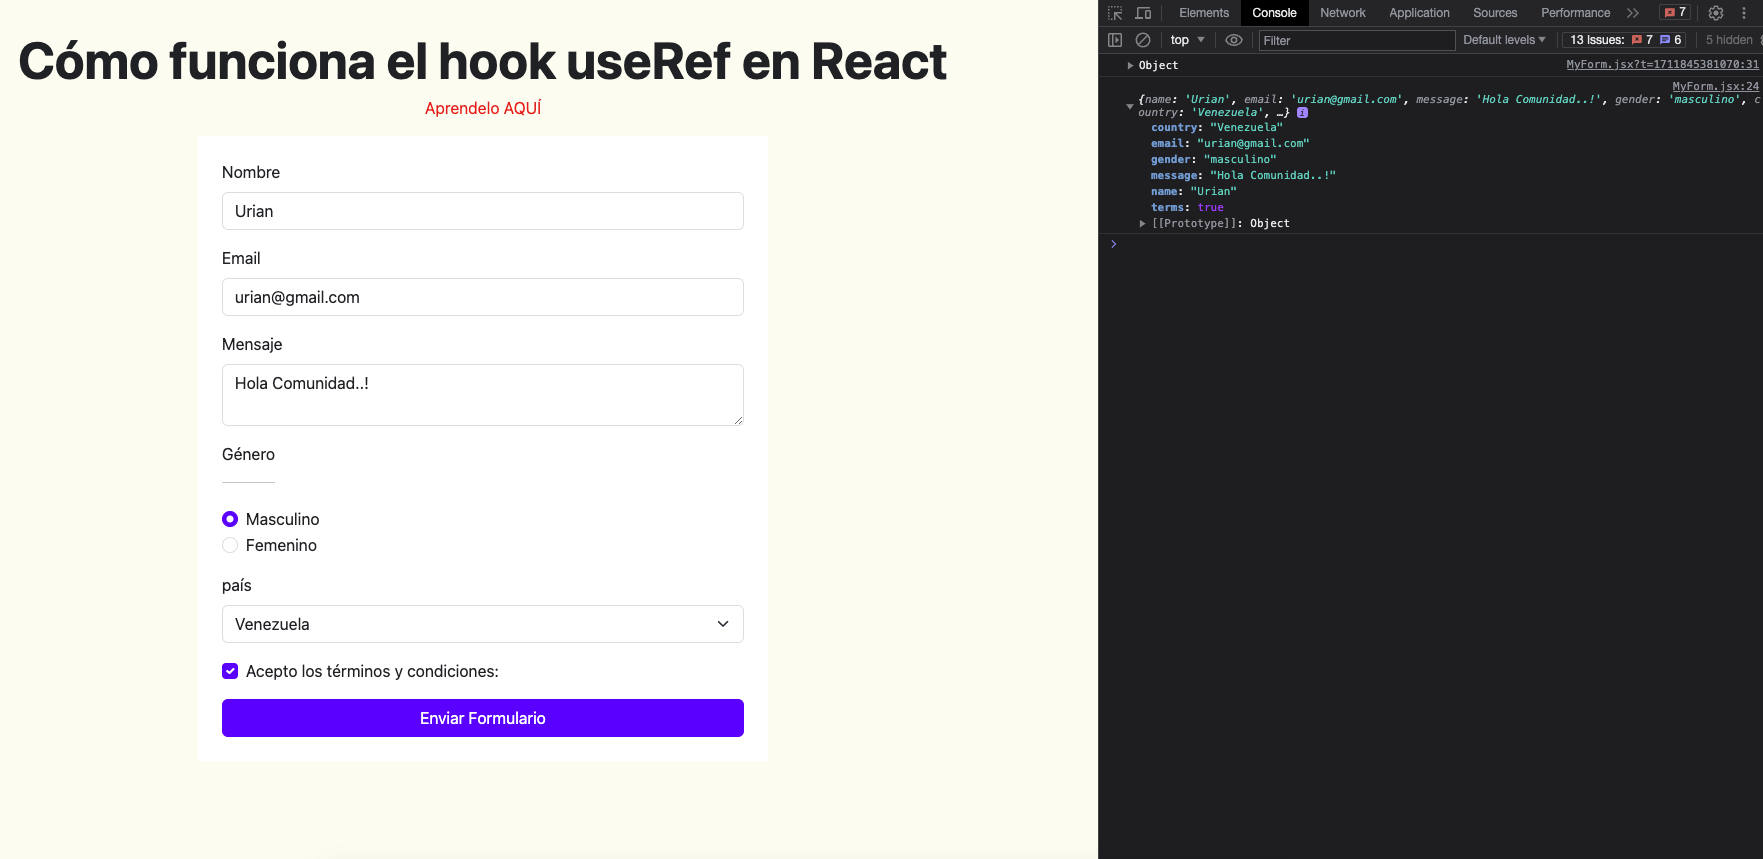 Cómo funciona el hook useRef en React
Aprendelo AQUÍ
Nombre
Urian
Email
urian@gmail.com
Mensaje
Hola Comunidad..!
Género
Masculino
Femenino
país
Venezuela
Acepto los términos y condiciones:
Enviar Formulario
Elements Console Network Application Sources Performance 7
top Filter Default levels 13 Issues: 7 6 5 hidden
Object MyForm.jsx?t=1711845381070:31
MyForm.jsx:24
{name: 'Urian', email: 'urian@gmail.com', message: 'Hola Comunidad..!', gender: 'masculino', c
ountry: 'Venezuela', …} i
country: "Venezuela"
email: "urian@gmail.com"
gender: "masculino"
message: "Hola Comunidad..!"
name: "Urian"
terms: true
[[Prototype]]: Object